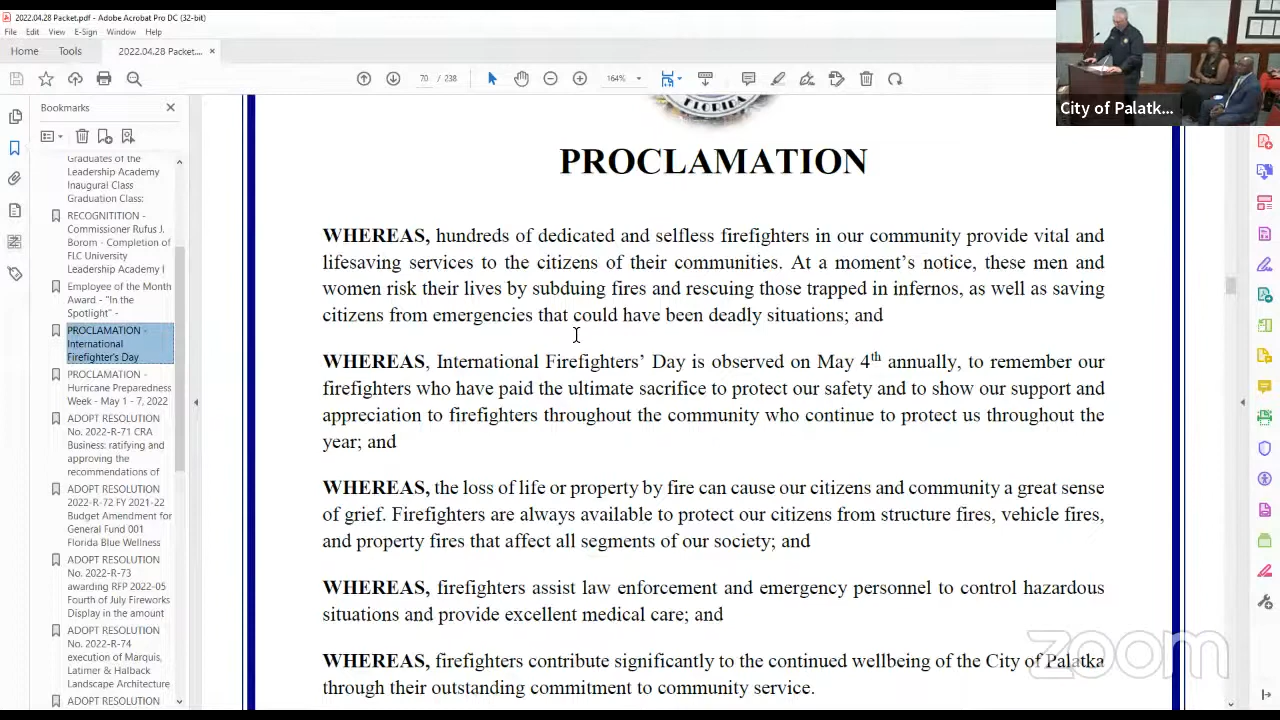 2022.04.28 Packet.pdf - Adobe Acrobat Pro DC (32-bit)
File Edit View E-Sign Window Help
Home Tools 2022.04.28 Packet.... ×
70 / 238 164%
Bookmarks
Graduates of the
Leadership Academy
Inaugural Class
Graduation Class:
RECOGNITITION -
Commissioner Rufus J.
Borom - Completion of
FLC University
Leadership Academy I
Employee of the Month
Award - "In the
Spotlight" -
PROCLAMATION -
International
Firefighter's Day
PROCLAMATION -
Hurricane Preparedness
Week - May 1 - 7, 2022
ADOPT RESOLUTION
No. 2022-R-71 CRA
Business: ratifying and
approving the
recommendations of
ADOPT RESOLUTION
2022-R-72 FY 2021-22
Budget Amendment for
General Fund 001
Florida Blue Wellness
ADOPT RESOLUTION
No. 2022-R-73
awarding RFP 2022-05
Fourth of July Fireworks
Display in the amount
ADOPT RESOLUTION
No. 2022-R-74
execution of Marquis,
Latimer & Halback
Landscape Architecture
ADOPT RESOLUTION
FLORIDA
PROCLAMATION
WHEREAS, hundreds of dedicated and selfless firefighters in our community provide vital and
lifesaving services to the citizens of their communities. At a moment's notice, these men and
women risk their lives by subduing fires and rescuing those trapped in infernos, as well as saving
citizens from emergencies that could have been deadly situations; and
WHEREAS, International Firefighters' Day is observed on May 4th annually, to remember our
firefighters who have paid the ultimate sacrifice to protect our safety and to show our support and
appreciation to firefighters throughout the community who continue to protect us throughout the
year; and
WHEREAS, the loss of life or property by fire can cause our citizens and community a great sense
of grief. Firefighters are always available to protect our citizens from structure fires, vehicle fires,
and property fires that affect all segments of our society; and
WHEREAS, firefighters assist law enforcement and emergency personnel to control hazardous
situations and provide excellent medical care; and
WHEREAS, firefighters contribute significantly to the continued wellbeing of the City of Palatka
through their outstanding commitment to community service.
City of Palatk...
zoom